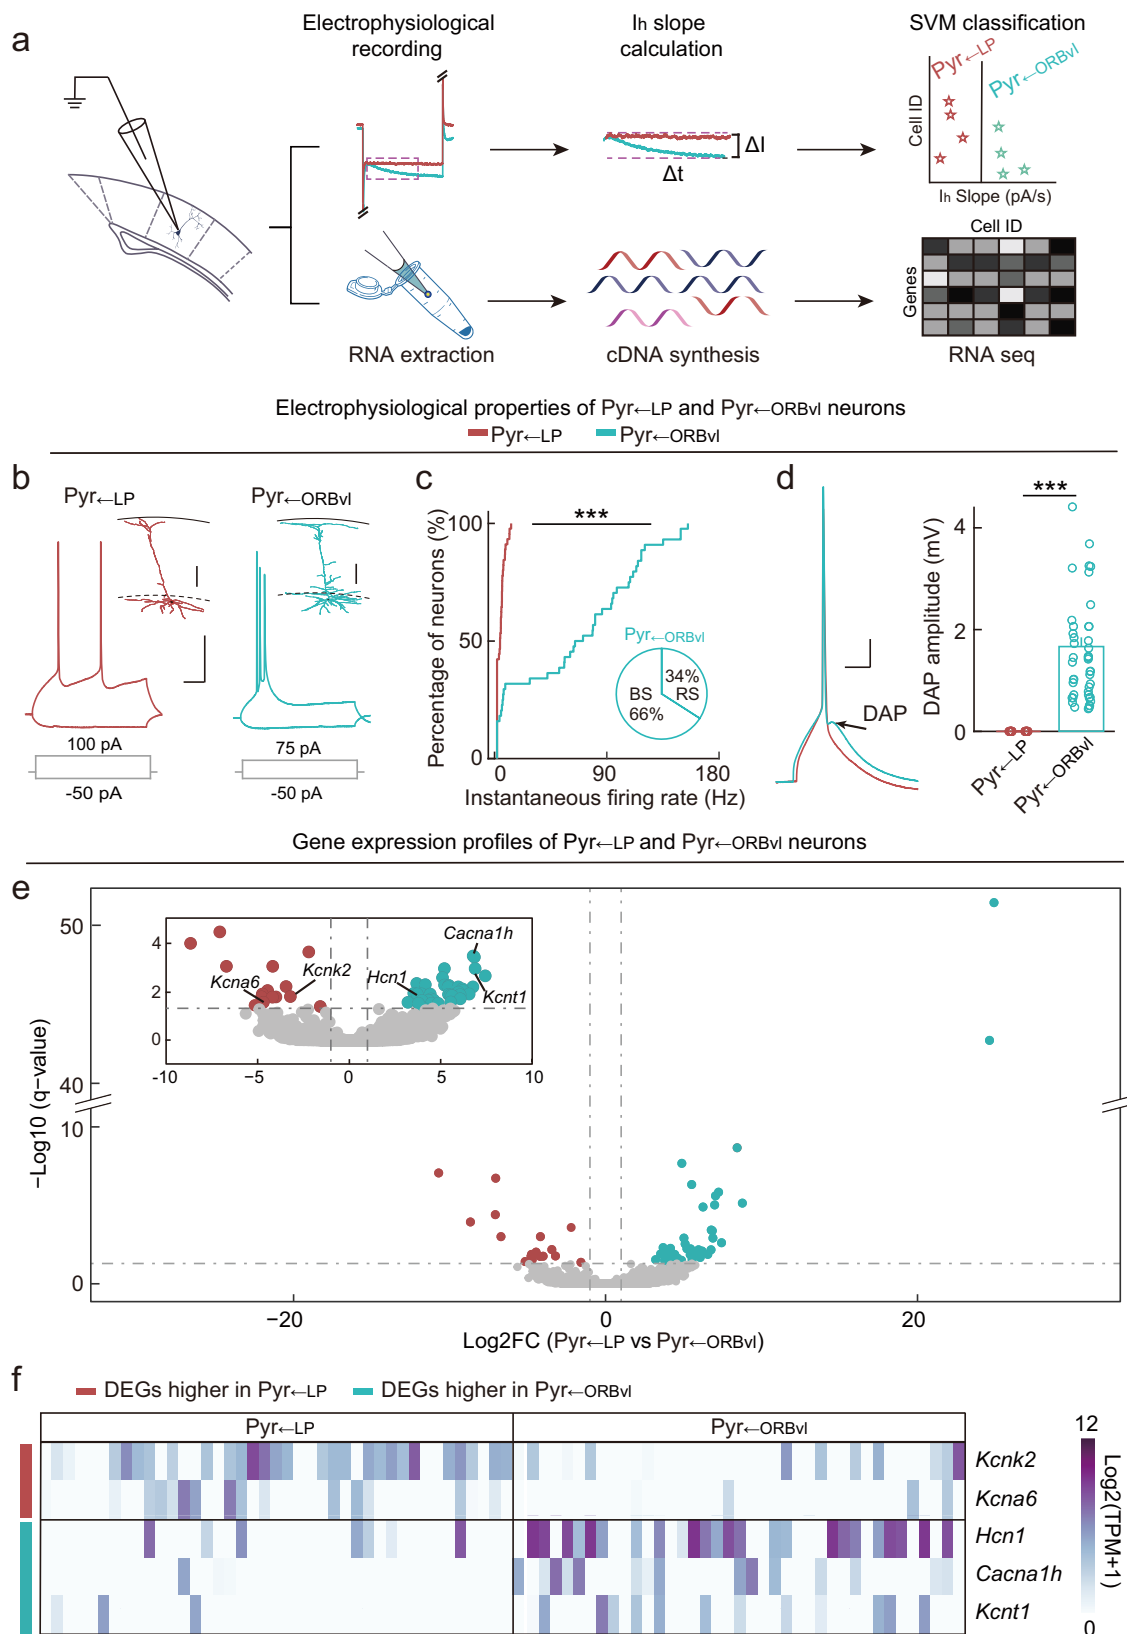 a
Electrophysiological
recording
Ih slope
calculation
SVM classification
Pyr←LP
Pyr←ORBvl
Cell ID
Ih Slope (pA/s)
ΔI
Δt
Cell ID
Genes
RNA extraction
cDNA synthesis
RNA seq
Electrophysiological properties of Pyr←LP and Pyr←ORBvl neurons
Pyr←LP
Pyr←ORBvl
b
Pyr←LP
Pyr←ORBvl
100 pA
-50 pA
75 pA
-50 pA
c
***
Percentage of neurons (%)
100
50
0
Pyr←ORBvl
BS
66%
34%
RS
0
90
180
Instantaneous firing rate (Hz)
d
DAP
***
DAP amplitude (mV)
4
2
0
Pyr←LP
Pyr←ORBvl
Gene expression profiles of Pyr←LP and Pyr←ORBvl neurons
e
−Log10 (q−value)
50
40
10
0
4
2
0
Kcna6
Kcnk2
Hcn1
Cacna1h
Kcnt1
-10
−5
0
5
10
−20
0
20
Log2FC (Pyr←LP vs Pyr←ORBvl)
f
DEGs higher in Pyr←LP
DEGs higher in Pyr←ORBvl
Pyr←LP
Pyr←ORBvl
Kcnk2
Kcna6
Hcn1
Cacna1h
Kcnt1
12
Log2(TPM+1)
0